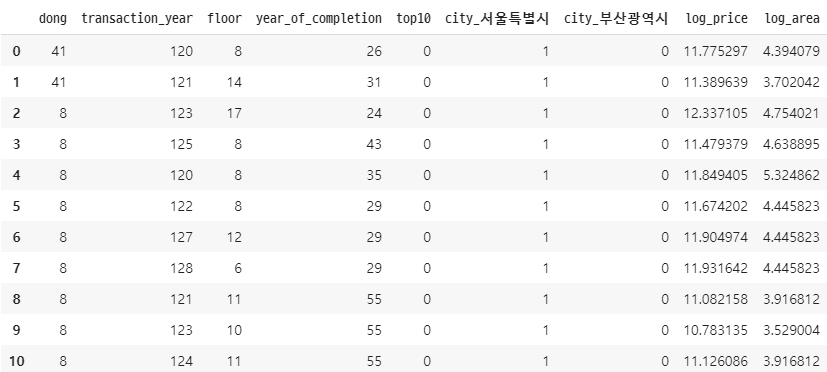 dong transaction_year floor year_of_completion top10 city_서울특별시 city_부산광역시 log_price log_area
0 41 120 8 26 0 1 0 11.775297 4.394079
1 41 121 14 31 0 1 0 11.389639 3.702042
2 8 123 17 24 0 1 0 12.337105 4.754021
3 8 125 8 43 0 1 0 11.479379 4.638895
4 8 120 8 35 0 1 0 11.849405 5.324862
5 8 122 8 29 0 1 0 11.674202 4.445823
6 8 127 12 29 0 1 0 11.904974 4.445823
7 8 128 6 29 0 1 0 11.931642 4.445823
8 8 121 11 55 0 1 0 11.082158 3.916812
9 8 123 10 55 0 1 0 10.783135 3.529004
10 8 124 11 55 0 1 0 11.126086 3.916812